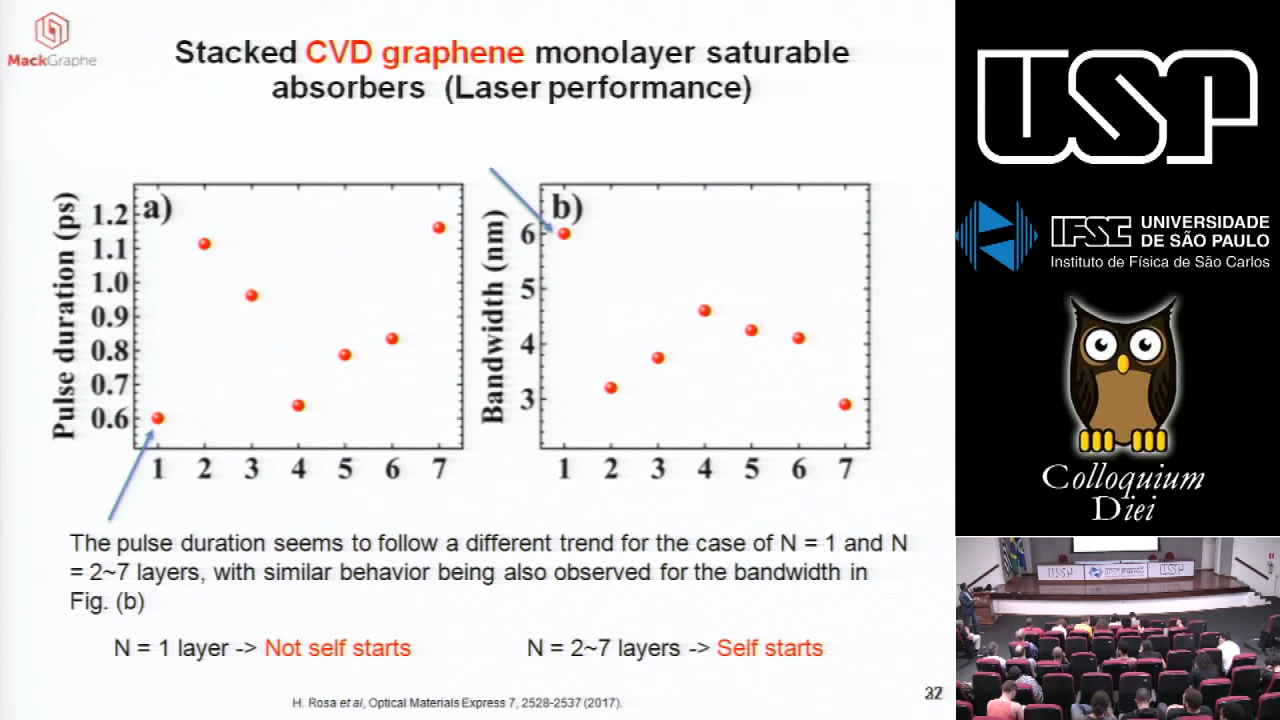 MackGraphe
Stacked CVD graphene monolayer saturable
absorbers (Laser performance)
a)
Pulse duration (ps)
1.2
1.1
1.0
0.9
0.8
0.7
0.6
1 2 3 4 5 6 7
b)
Bandwidth (nm)
6
5
4
3
1 2 3 4 5 6 7
The pulse duration seems to follow a different trend for the case of N = 1 and N
= 2~7 layers, with similar behavior being also observed for the bandwidth in
Fig. (b)
N = 1 layer -> Not self starts
N = 2~7 layers -> Self starts
H. Rosa et al, Optical Materials Express 7, 2528-2537 (2017).
USP
IFSC
UNIVERSIDADE
DE SÃO PAULO
Instituto de Física de São Carlos
Colloquium
Diei
USP
USP